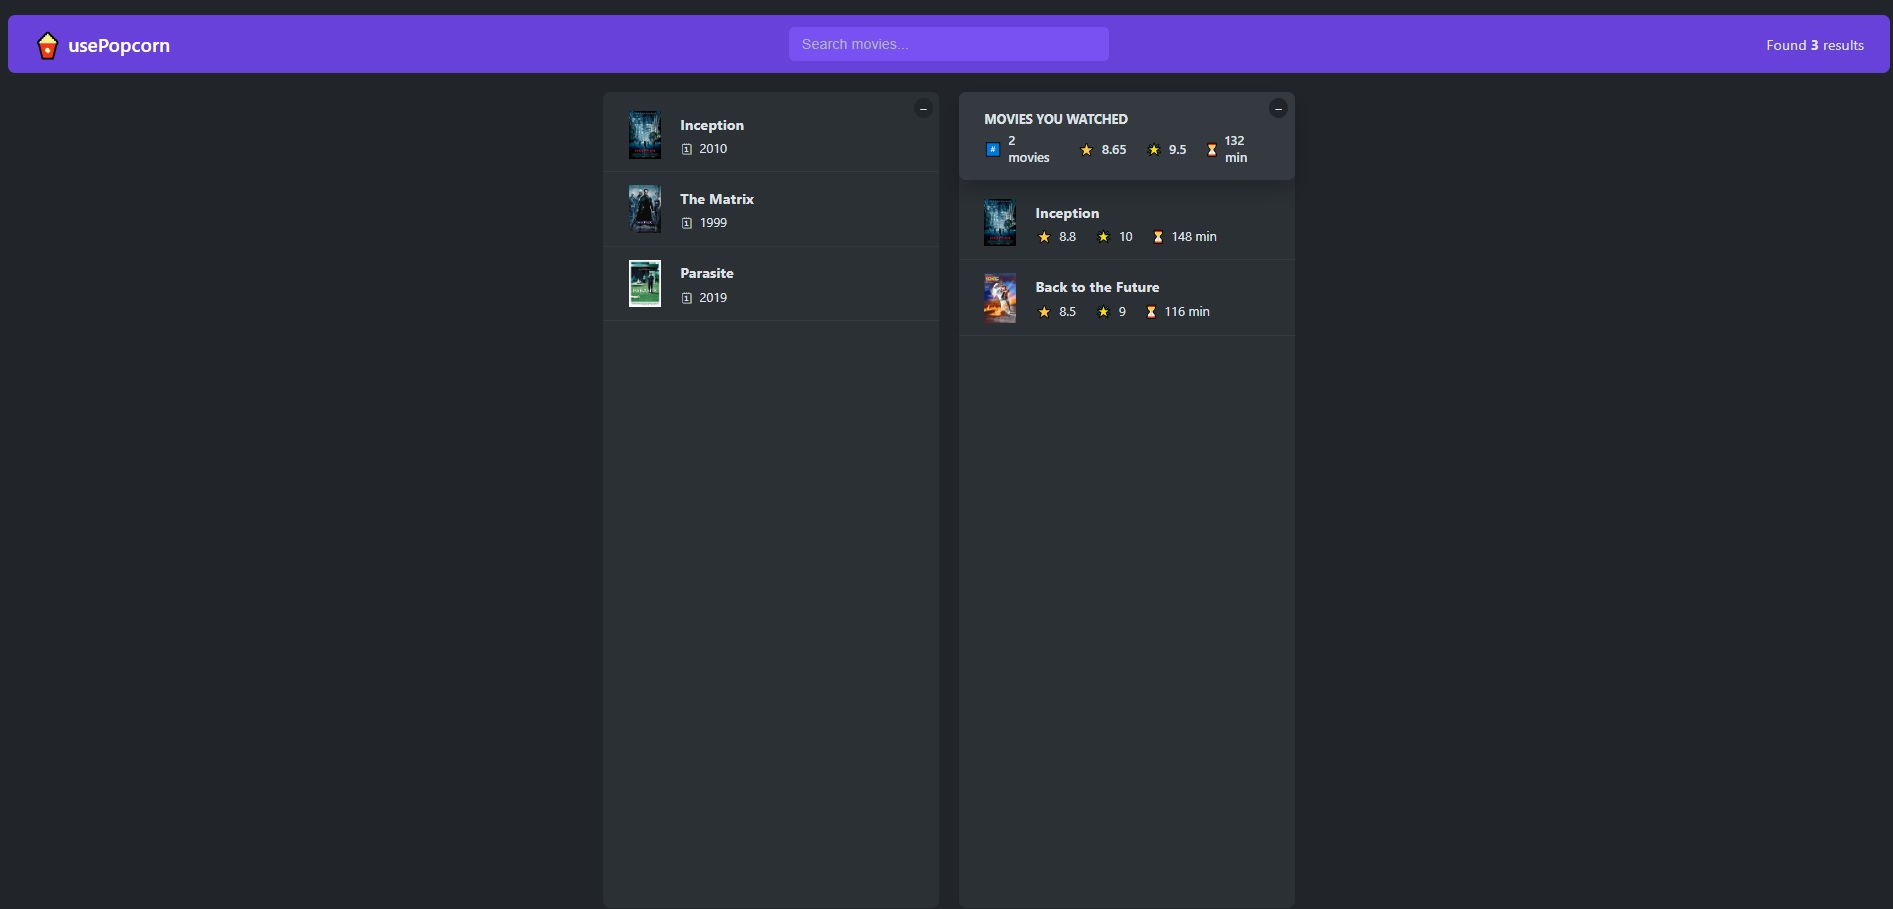 usePopcorn
Search movies...
Found 3 results
Inception
2010
The Matrix
1999
Parasite
2019
MOVIES YOU WATCHED
2 movies 8.65 9.5 132 min
Inception
8.8 10 148 min
Back to the Future
8.5 9 116 min